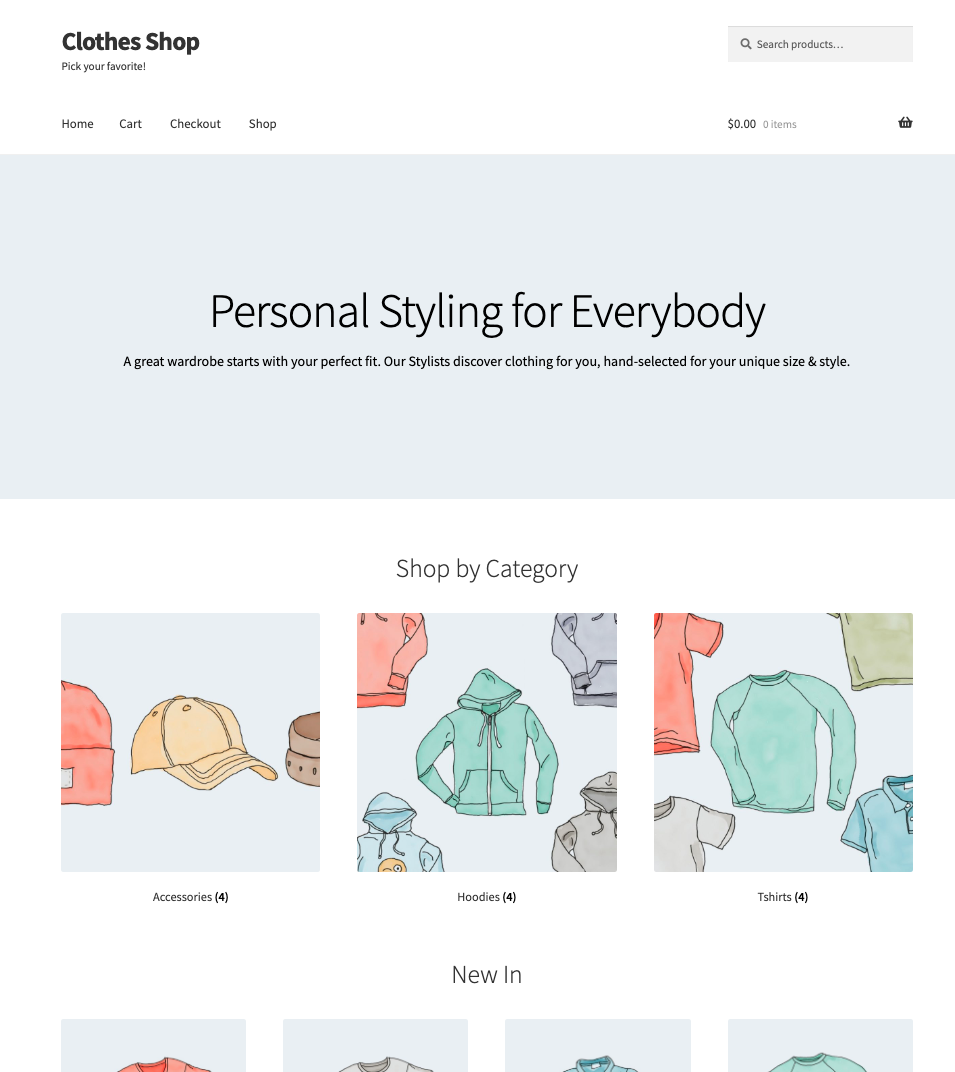 Clothes Shop
Pick your favorite!
Search products…
Home Cart Checkout Shop
$0.00 0 items
Personal Styling for Everybody
A great wardrobe starts with your perfect fit. Our Stylists discover clothing for you, hand-selected for your unique size & style.
Shop by Category
Accessories (4)
Hoodies (4)
Tshirts (4)
New In